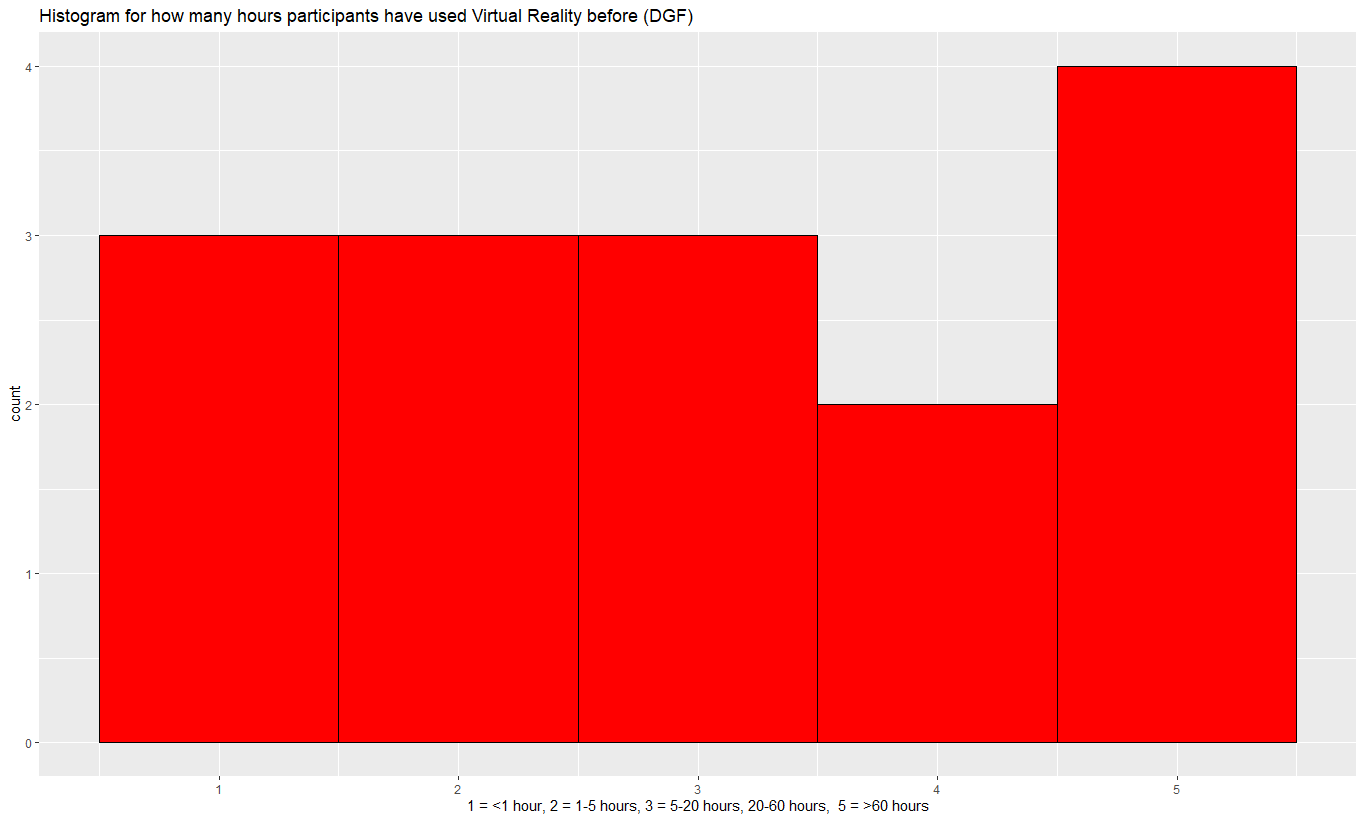 Histogram for how many hours participants have used Virtual Reality before (DGF)
4
3
2
1
0
count
1 2 3 4 5
1 = <1 hour, 2 = 1-5 hours, 3 = 5-20 hours, 20-60 hours,  5 = >60 hours